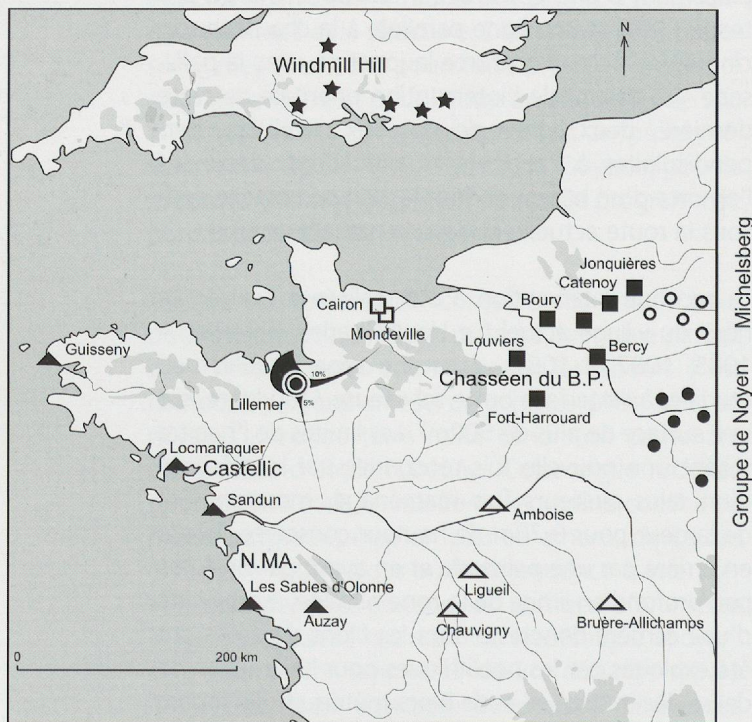 N
Windmill Hill
Jonquières
Catenoy
Boury
Cairon
Mondeville
Louviers
Bercy
Guisseny
10%
Chasséen du B.P.
Lillemer
5%
Fort-Harrouard
Locmariaquer
Castellic
Sandun
Amboise
N.MA.
Les Sables d'Olonne
Ligueil
Auzay
Chauvigny
Bruère-Allichamps
0
200 km
Michelsberg
Groupe de Noyen